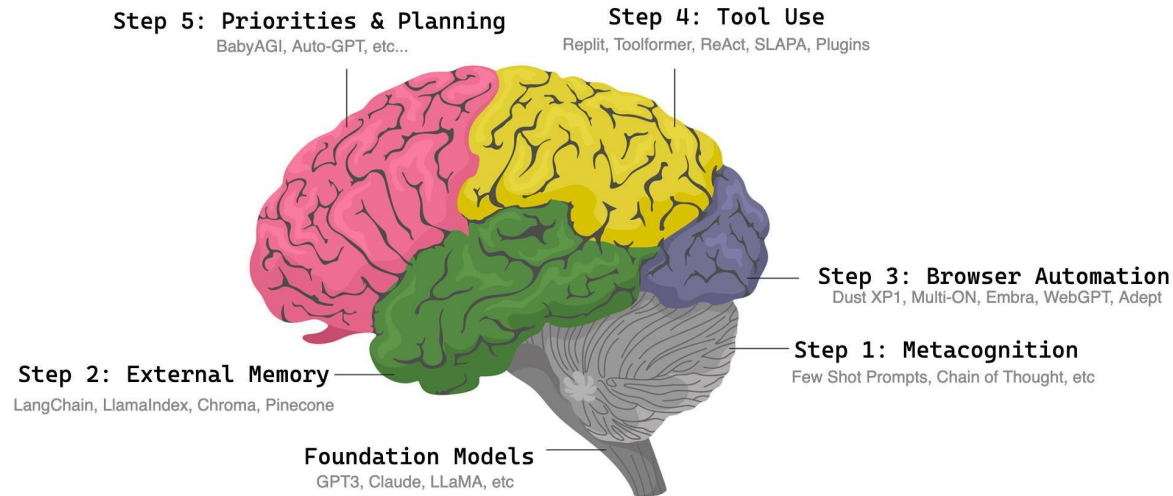 Step 5: Priorities & Planning
BabyAGI, Auto-GPT, etc...
Step 4: Tool Use
Replit, Toolformer, ReAct, SLAPA, Plugins
Step 3: Browser Automation
Dust XP1, Multi-ON, Embra, WebGPT, Adept
Step 1: Metacognition
Few Shot Prompts, Chain of Thought, etc
Step 2: External Memory
LangChain, LlamaIndex, Chroma, Pinecone
Foundation Models
GPT3, Claude, LLaMA, etc